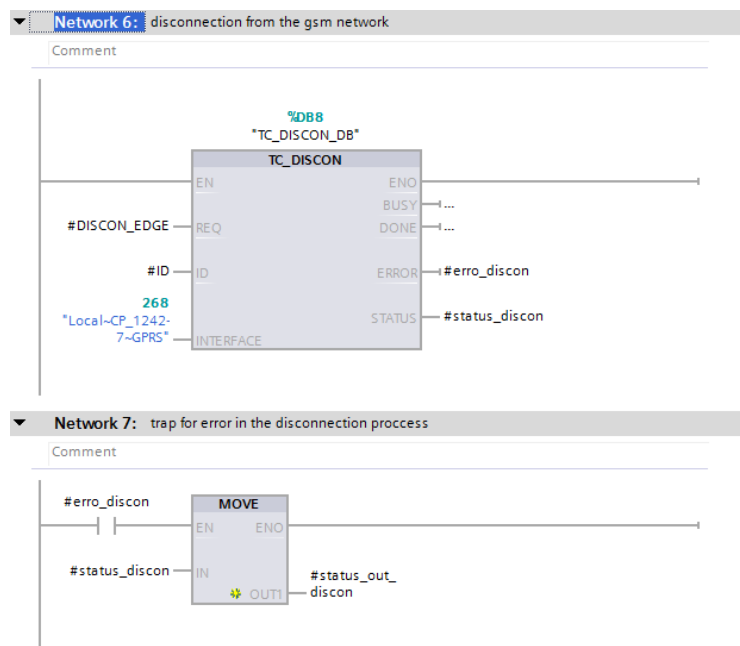 Network 6: disconnection from the gsm network
Comment
%DB8
"TC_DISCON_DB"
TC_DISCON
EN ENO
BUSY ...
#DISCON_EDGE REQ DONE ...
#ID ID ERROR #erro_discon
268
"Local~CP_1242-
7~GPRS" INTERFACE
STATUS #status_discon
Network 7: trap for error in the disconnection proccess
Comment
#erro_discon MOVE
EN ENO
#status_discon IN
#status_out_
OUT1 discon